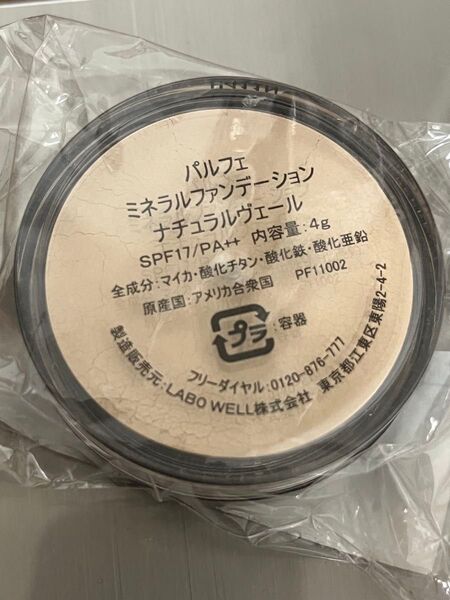 パルフェ
ミネラルファンデーション
ナチュラルヴェール
SPF17/PA++ 内容量:4g
全成分:マイカ・酸化チタン・酸化鉄・酸化亜鉛
原産国:アメリカ合衆国 PF11002
プラ :容器
フリーダイヤル:0120-876-777
製造販売元:LABO WELL株式会社 東京都江東区東陽2-4-2